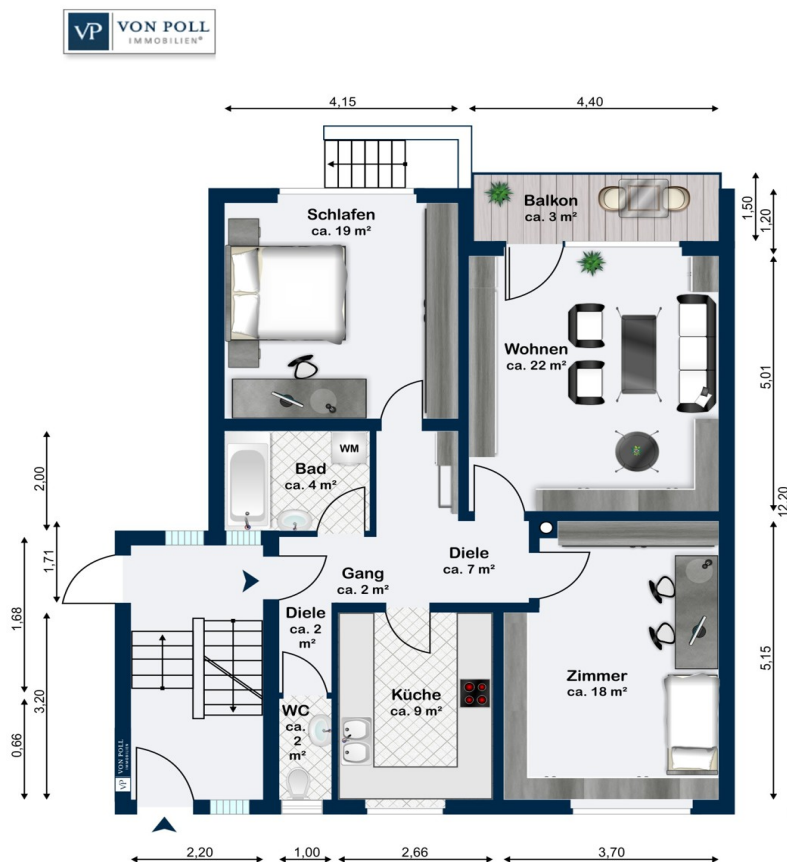 VP VON POLL
IMMOBILIEN®
4,15
4,40
Schlafen
ca. 19 m²
Balkon
ca. 3 m²
1,50
1,20
Wohnen
ca. 22 m²
5,01
2,00
WM
Bad
ca. 4 m²
12,20
1,71
1,68
Gang
ca. 2 m²
Diele
ca. 7 m²
Diele
ca. 2
m²
3,20
0,66
Küche
ca. 9 m²
Zimmer
ca. 18 m²
5,15
WC
ca.
2
m²
VP VON POLL
IMMOBILIEN
2,20
1,00
2,66
3,70